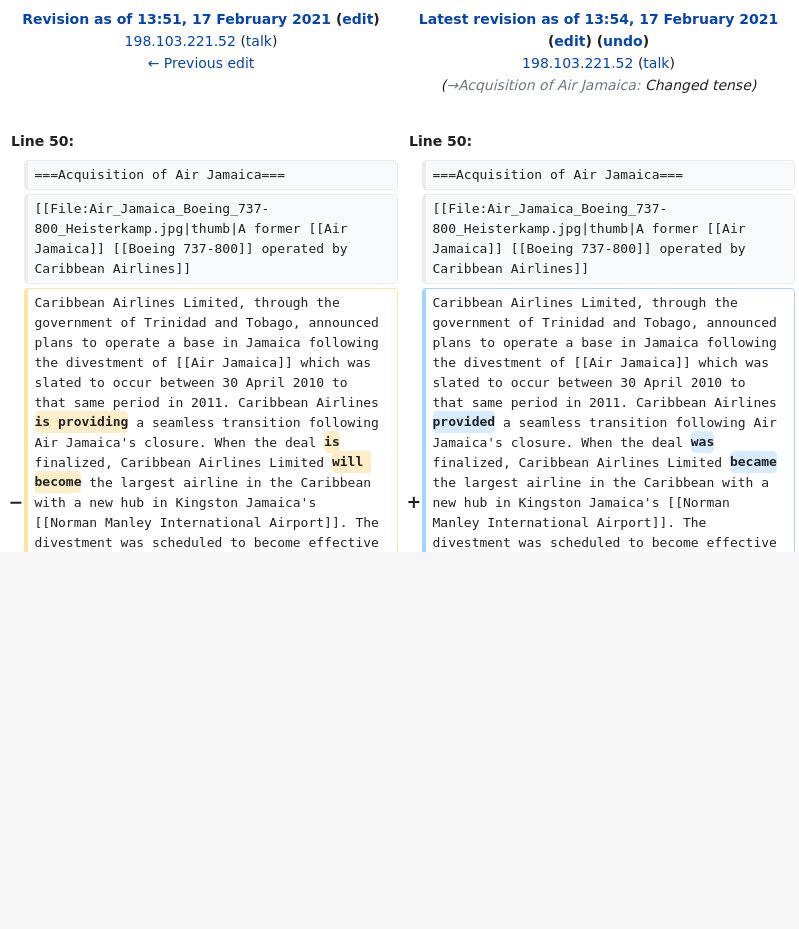 Revision as of 13:51, 17 February 2021 (edit)
198.103.221.52 (talk)
← Previous edit
Latest revision as of 13:54, 17 February 2021
(edit) (undo)
198.103.221.52 (talk)
(→Acquisition of Air Jamaica: Changed tense)
Line 50:
===Acquisition of Air Jamaica===
[[File:Air_Jamaica_Boeing_737-
800_Heisterkamp.jpg|thumb|A former [[Air
Jamaica]] [[Boeing 737-800]] operated by
Caribbean Airlines]]
Caribbean Airlines Limited, through the
government of Trinidad and Tobago, announced
plans to operate a base in Jamaica following
the divestment of [[Air Jamaica]] which was
slated to occur between 30 April 2010 to
that same period in 2011. Caribbean Airlines
is providing a seamless transition following
Air Jamaica's closure. When the deal is
finalized, Caribbean Airlines Limited will
become the largest airline in the Caribbean
− with a new hub in Kingston Jamaica's
[[Norman Manley International Airport]]. The
divestment was scheduled to become effective
Line 50:
===Acquisition of Air Jamaica===
[[File:Air_Jamaica_Boeing_737-
800_Heisterkamp.jpg|thumb|A former [[Air
Jamaica]] [[Boeing 737-800]] operated by
Caribbean Airlines]]
Caribbean Airlines Limited, through the
government of Trinidad and Tobago, announced
plans to operate a base in Jamaica following
the divestment of [[Air Jamaica]] which was
slated to occur between 30 April 2010 to
that same period in 2011. Caribbean Airlines
provided a seamless transition following Air
Jamaica's closure. When the deal was
finalized, Caribbean Airlines Limited became
the largest airline in the Caribbean with a
+ new hub in Kingston Jamaica's [[Norman
Manley International Airport]]. The
divestment was scheduled to become effective